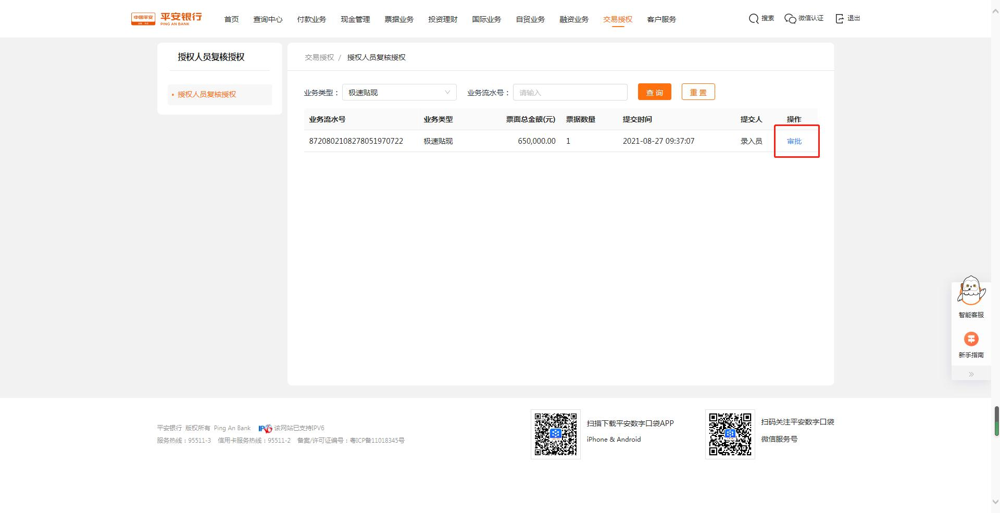 中国平安
平安银行
PING AN BANK
首页 查询中心 付款业务 现金管理 票据业务 投资理财 国际业务 自贸业务 融资业务 交易授权 客户服务
搜索 微信认证 退出
授权人员复核授权
授权人员复核授权
交易授权 / 授权人员复核授权
业务类型： 极速贴现 业务流水号： 请输入 查 询 重 置
业务流水号 业务类型 票面总金额(元) 票据数量 提交时间 提交人 操作
8720802108278051970722 极速贴现 650,000.00 1 2021-08-27 09:37:07 录入员 审批
智能客服
新手指南
平安银行 版权所有 Ping An Bank IPV6 该网站已支持IPV6
服务热线：95511-3 信用卡服务热线：95511-2 备案/许可证编号：粤ICP备11018345号
扫描下载平安数字口袋APP
iPhone & Android
扫码关注平安数字口袋
微信服务号